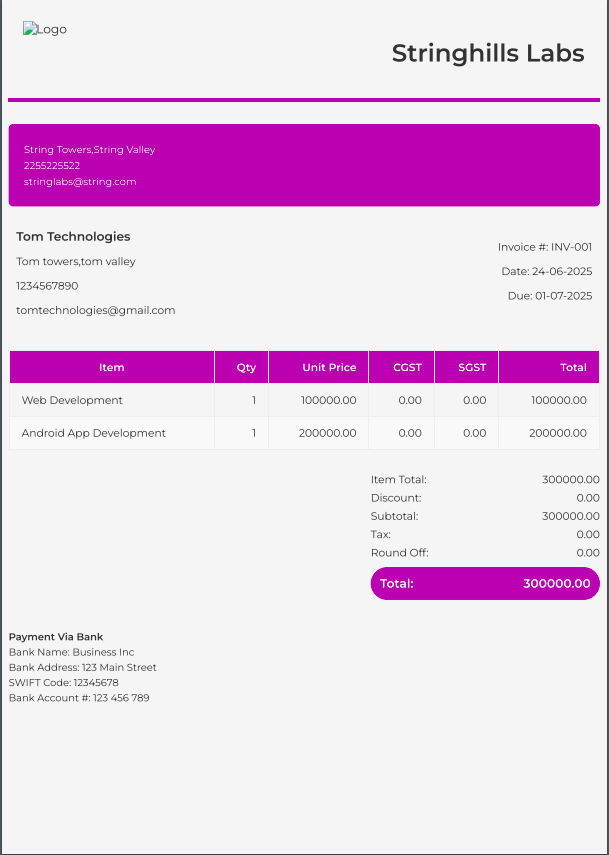 Logo
Stringhills Labs
String Towers,String Valley
2255225522
stringlabs@string.com
Tom Technologies
Tom towers,tom valley
1234567890
tomtechnologies@gmail.com
Invoice #: INV-001
Date: 24-06-2025
Due: 01-07-2025
Item Qty Unit Price CGST SGST Total
Web Development 1 100000.00 0.00 0.00 100000.00
Android App Development 1 200000.00 0.00 0.00 200000.00
Item Total: 300000.00
Discount: 0.00
Subtotal: 300000.00
Tax: 0.00
Round Off: 0.00
Total: 300000.00
Payment Via Bank
Bank Name: Business Inc
Bank Address: 123 Main Street
SWIFT Code: 12345678
Bank Account #: 123 456 789